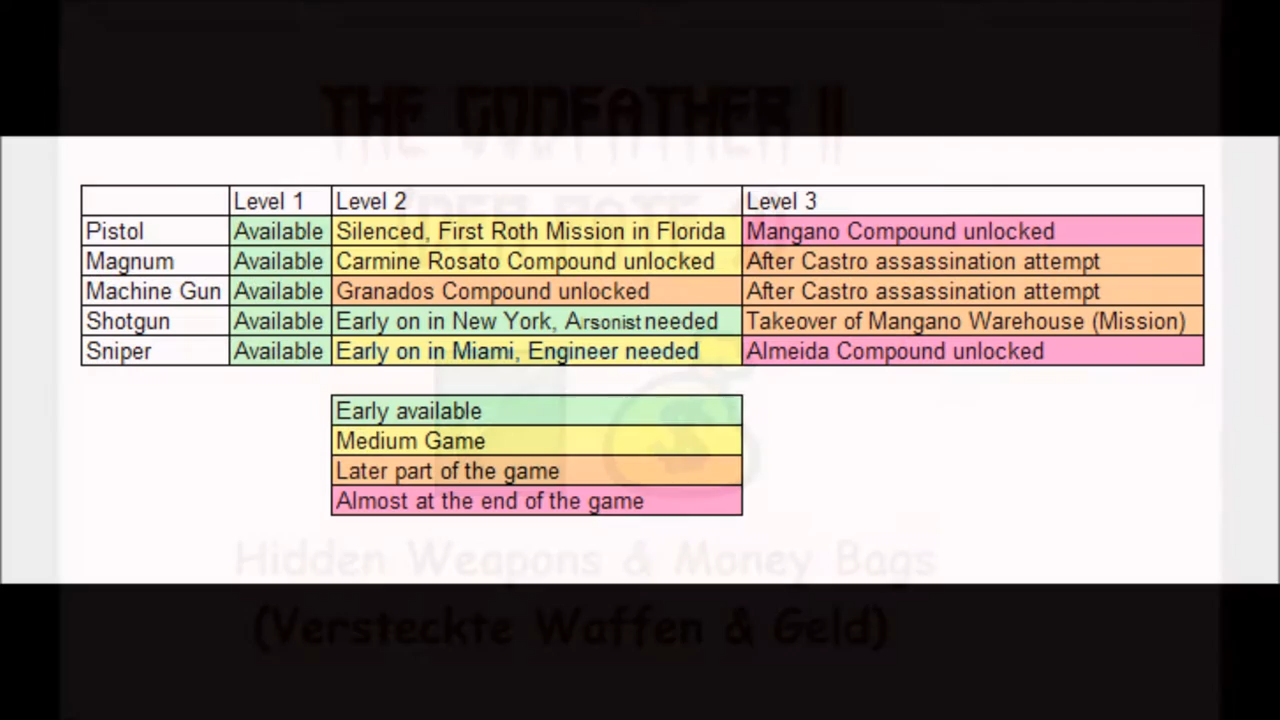 THE GODFATHER II
Level 1 Level 2 Level 3
Pistol Available Silenced, First Roth Mission in Florida Mangano Compound unlocked
Magnum Available Carmine Rosato Compound unlocked After Castro assassination attempt
Machine Gun Available Granados Compound unlocked After Castro assassination attempt
Shotgun Available Early on in New York, Arsonist needed Takeover of Mangano Warehouse (Mission)
Sniper Available Early on in Miami, Engineer needed Almeida Compound unlocked
Early available
Medium Game
Later part of the game
Almost at the end of the game
Hidden Weapons & Money Bags
(Versteckte Waffen & Geld)